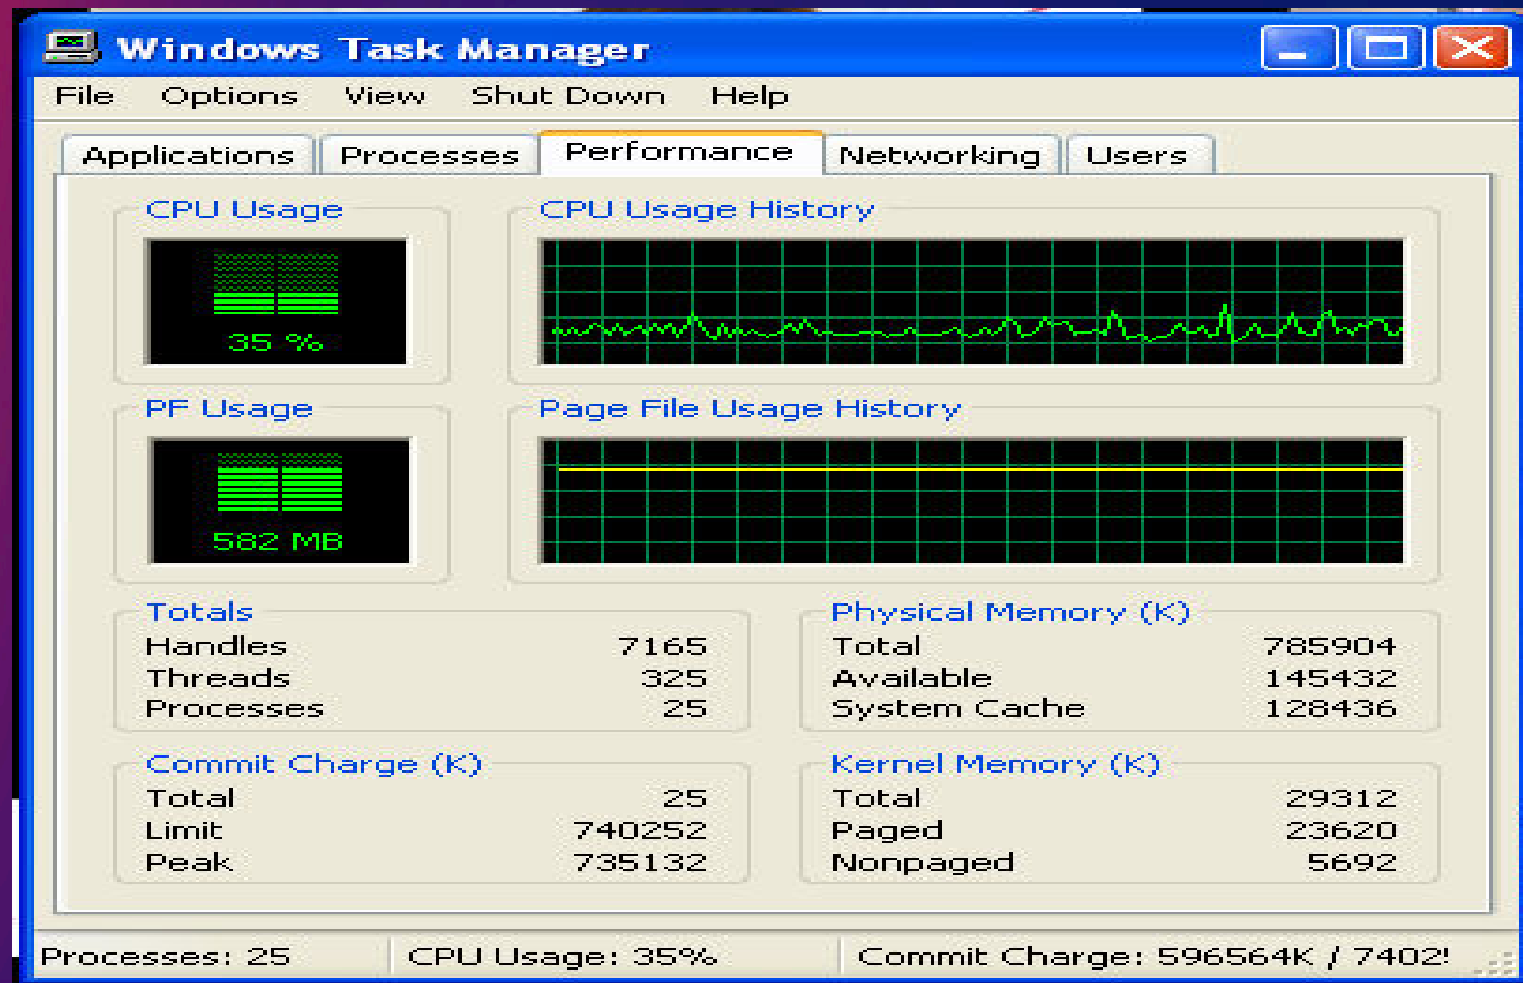 Windows Task Manager
File Options View Shut Down Help
Applications Processes Performance Networking Users
CPU Usage CPU Usage History
35 %
PF Usage Page File Usage History
582 MB
Totals
Handles 7165
Threads 325
Processes 25
Physical Memory (K)
Total 785904
Available 145432
System Cache 128436
Commit Charge (K)
Total 25
Limit 740252
Peak 735132
Kernel Memory (K)
Total 29312
Paged 23620
Nonpaged 5692
Processes: 25 CPU Usage: 35% Commit Charge: 596564K / 7402!